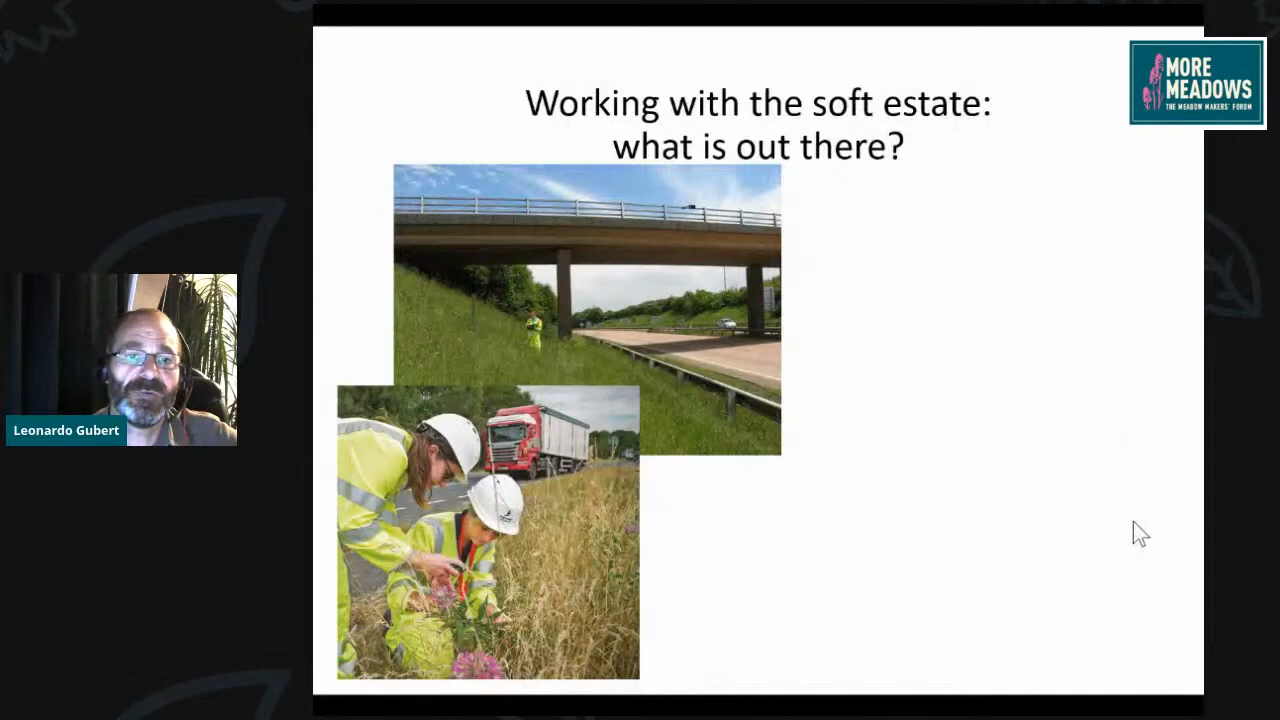 Working with the soft estate:
what is out there?
MORE
MEADOWS
THE MEADOW MAKERS' FORUM
Leonardo Gubert